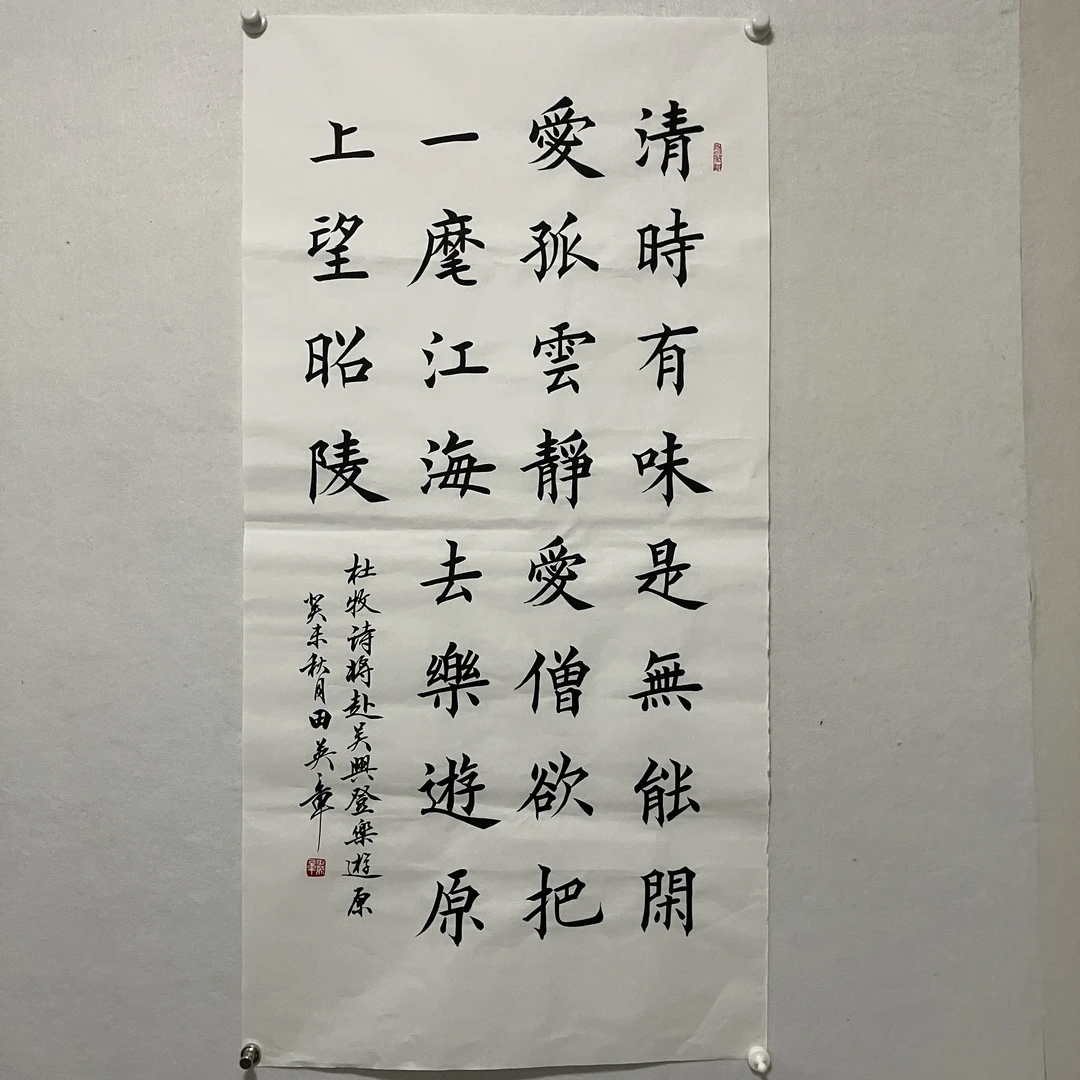 清時有味是無能閑
愛孤雲靜愛僧欲把
一麾江海去樂遊原
上望昭陵
杜牧诗將赴吴興登樂遊原
癸未秋月田英章